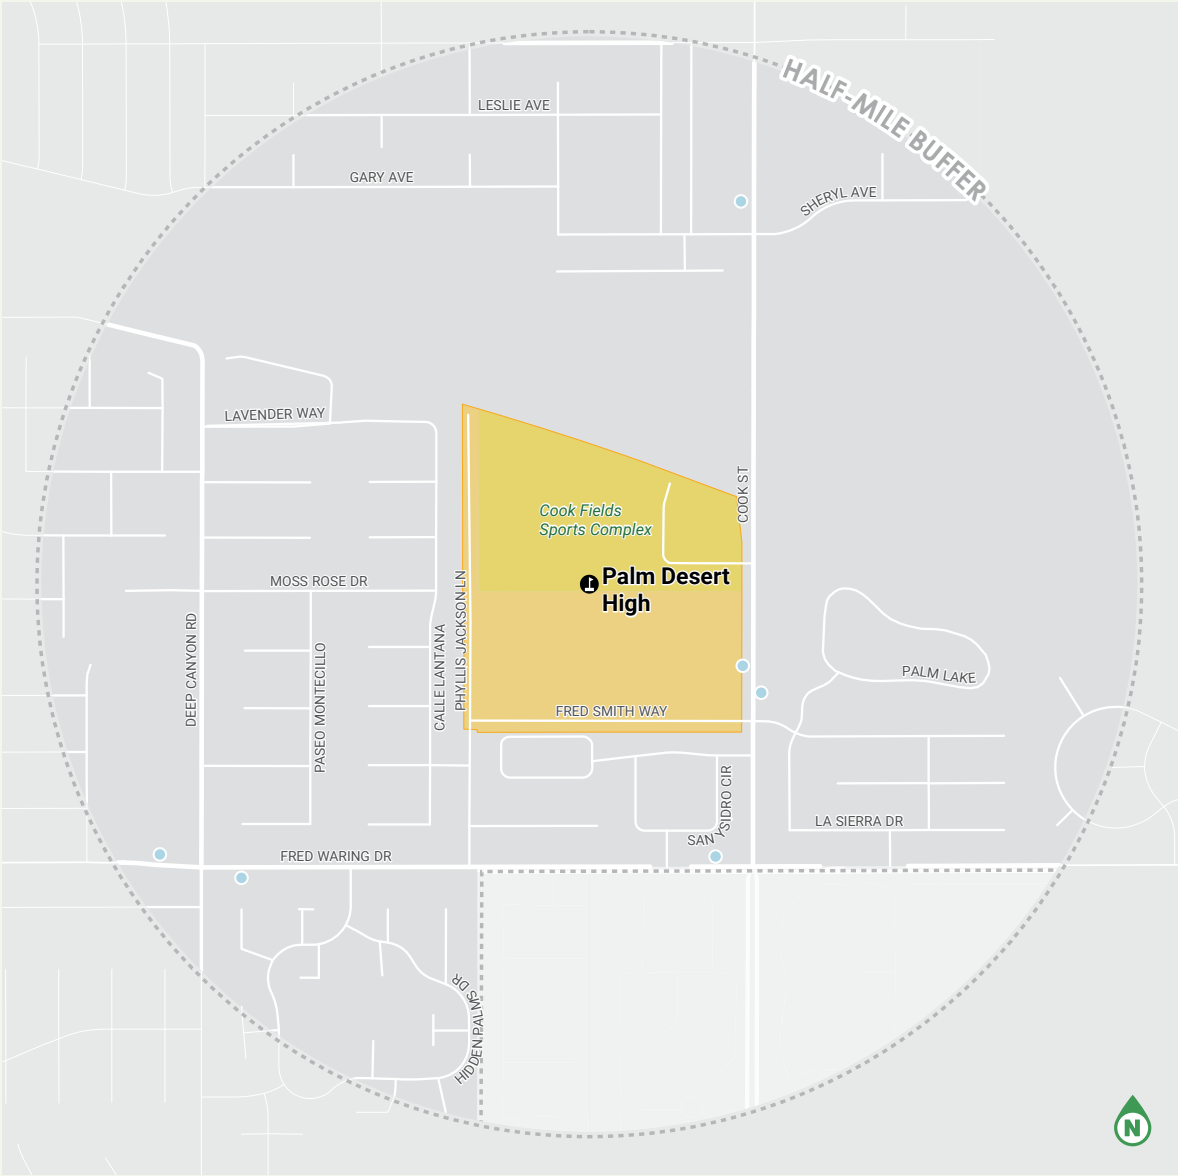 HALF-MILE BUFFER
LESLIE AVE
GARY AVE
SHERYL AVE
LAVENDER WAY
COOK ST
Cook Fields
Sports Complex
Palm Desert
High
MOSS ROSE DR
PHYLLIS JACKSON LN
CALLE LANTANA
DEEP CANYON RD
PASEO MONTECILLO
PALM LAKE
FRED SMITH WAY
SAN YSIDRO CIR
LA SIERRA DR
FRED WARING DR
HIDDEN PALMS DR
N